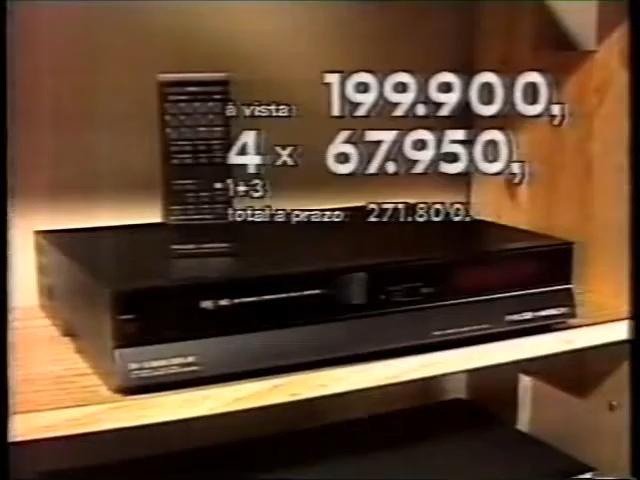 à vista: 199.900,
4 x 67.950,
(1+3)
total a prazo: 271.800,